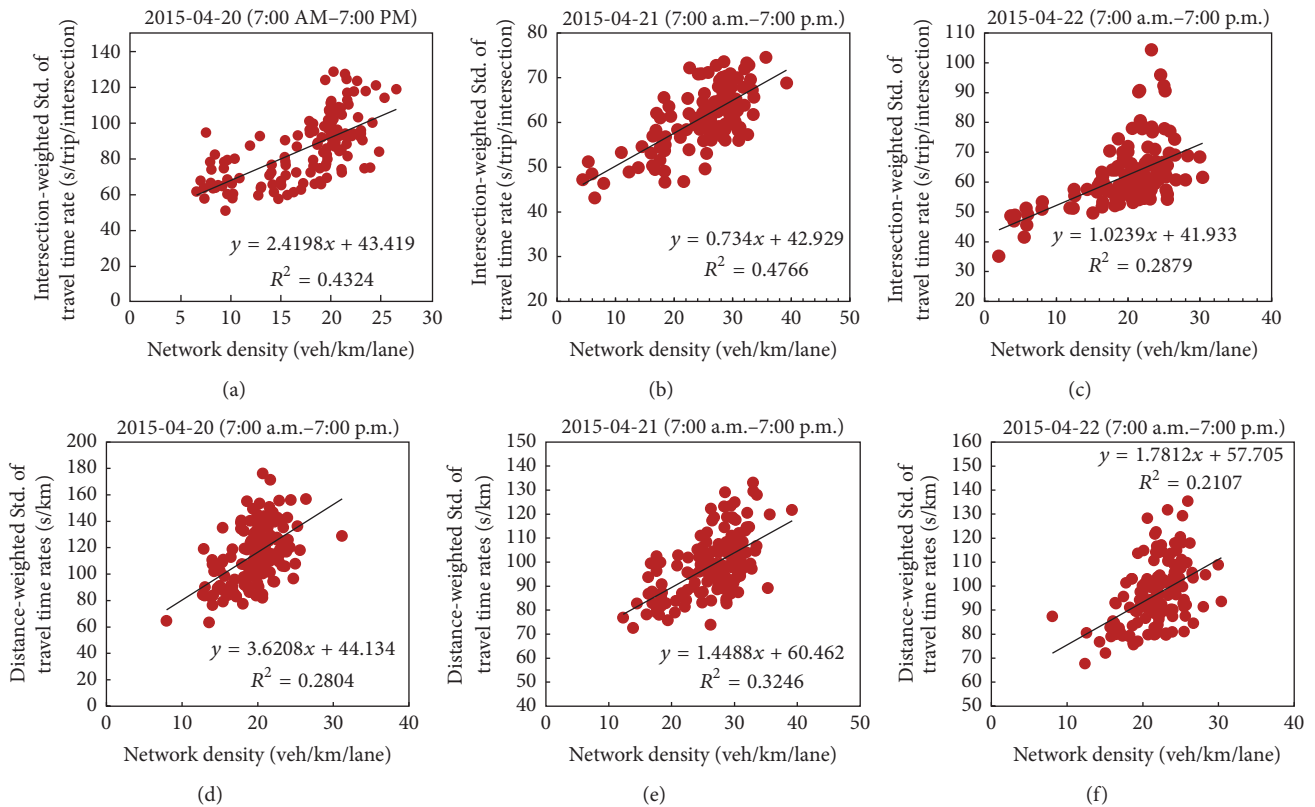 2015-04-20 (7:00 AM–7:00 PM)
Intersection-weighted Std. of
travel time rate (s/trip/intersection)
140
120
100
80
60
40
20
0
y = 2.4198x + 43.419
R² = 0.4324
0 5 10 15 20 25 30
Network density (veh/km/lane)
(a)
2015-04-21 (7:00 a.m.–7:00 p.m.)
Intersection-weighted Std. of
travel time rate (s/trip/intersection)
80
70
60
50
40
30
20
y = 0.734x + 42.929
R² = 0.4766
0 10 20 30 40 50
Network density (veh/km/lane)
(b)
2015-04-22 (7:00 a.m.–7:00 p.m.)
Intersection-weighted Std. of
travel time rate (s/trip/intersection)
110
100
90
80
70
60
50
40
30
20
y = 1.0239x + 41.933
R² = 0.2879
0 10 20 30 40
Network density (veh/km/lane)
(c)
2015-04-20 (7:00 a.m.–7:00 p.m.)
Distance-weighted Std. of
travel time rates (s/km)
200
180
160
140
120
100
80
60
40
20
0
y = 3.6208x + 44.134
R² = 0.2804
0 10 20 30 40
Network density (veh/km/lane)
(d)
2015-04-21 (7:00 a.m.–7:00 p.m.)
Distance-weighted Std. of
travel time rates (s/km)
150
140
130
120
110
100
90
80
70
60
50
40
y = 1.4488x + 60.462
R² = 0.3246
0 10 20 30 40 50
Network density (veh/km/lane)
(e)
2015-04-22 (7:00 a.m.–7:00 p.m.)
Distance-weighted Std. of
travel time rates (s/km)
160
150
140
130
120
110
100
90
80
70
60
50
y = 1.7812x + 57.705
R² = 0.2107
0 10 20 30 40
Network density (veh/km/lane)
(f)